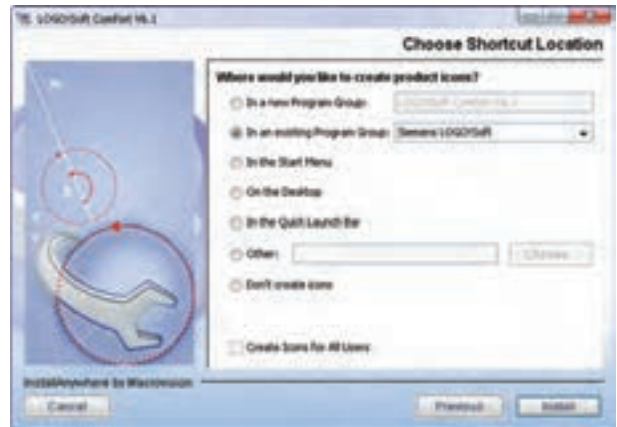 LOGO!Soft Comfort V6.1
Choose Shortcut Location
Where would you like to create product icons?
In a new Program Group: LOGO!Soft Comfort V6.1
In an existing Program Group: Siemens LOGO!Soft
In the Start Menu
On the Desktop
In the Quick Launch Bar
Other: Choose
Don't create icons
Create Icons for All Users
InstallAnywhere by Macrovision
Cancel Previous Install